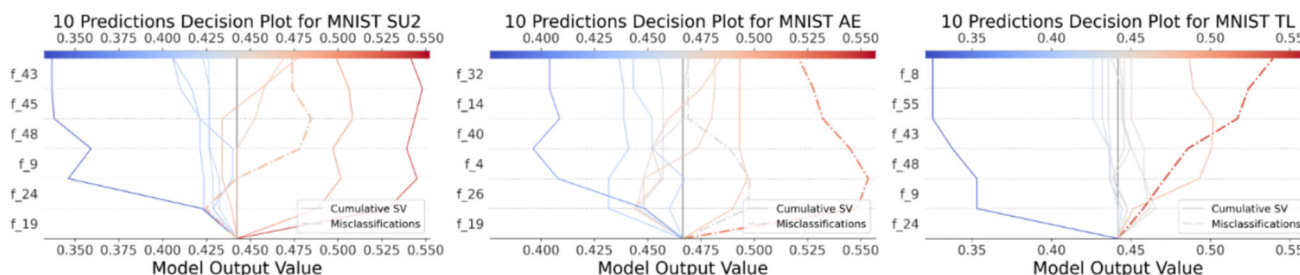 10 Predictions Decision Plot for MNIST SU2
0.350 0.375 0.400 0.425 0.450 0.475 0.500 0.525 0.550
f_43
f_45
f_48
f_9
f_24
f_19
Cumulative SV
Misclassifications
0.350 0.375 0.400 0.425 0.450 0.475 0.500 0.525 0.550
Model Output Value
10 Predictions Decision Plot for MNIST AE
0.400 0.425 0.450 0.475 0.500 0.525 0.550
f_32
f_14
f_40
f_4
f_26
f_19
Cumulative SV
Misclassifications
0.400 0.425 0.450 0.475 0.500 0.525 0.550
Model Output Value
10 Predictions Decision Plot for MNIST TL
0.35 0.40 0.45 0.50 0.55
f_8
f_55
f_43
f_48
f_9
f_24
Cumulative SV
Misclassifications
0.35 0.40 0.45 0.50 0.55
Model Output Value